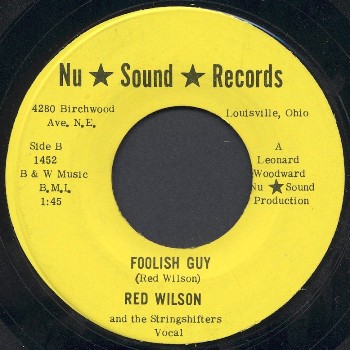 Nu ★ Sound ★ Records
4280 Birchwood
Ave. N.E.
Louisville, Ohio
Side B
1452
B & W Music
B.M.I.
1:45
A
Leonard
Woodward
Nu ★ Sound
Production
FOOLISH GUY
(Red Wilson)
RED WILSON
and the Stringshifters
Vocal